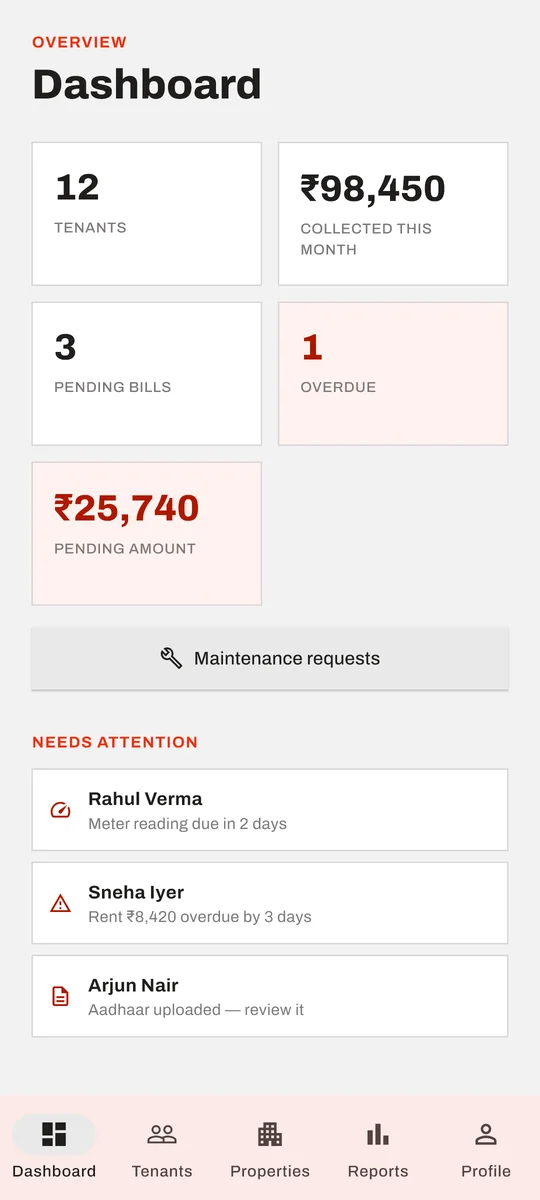 OVERVIEW
Dashboard
12
TENANTS
₹98,450
COLLECTED THIS
MONTH
3
PENDING BILLS
1
OVERDUE
₹25,740
PENDING AMOUNT
Maintenance requests
NEEDS ATTENTION
Rahul Verma
Meter reading due in 2 days
Sneha Iyer
Rent ₹8,420 overdue by 3 days
Arjun Nair
Aadhaar uploaded — review it
Dashboard
Tenants
Properties
Reports
Profile